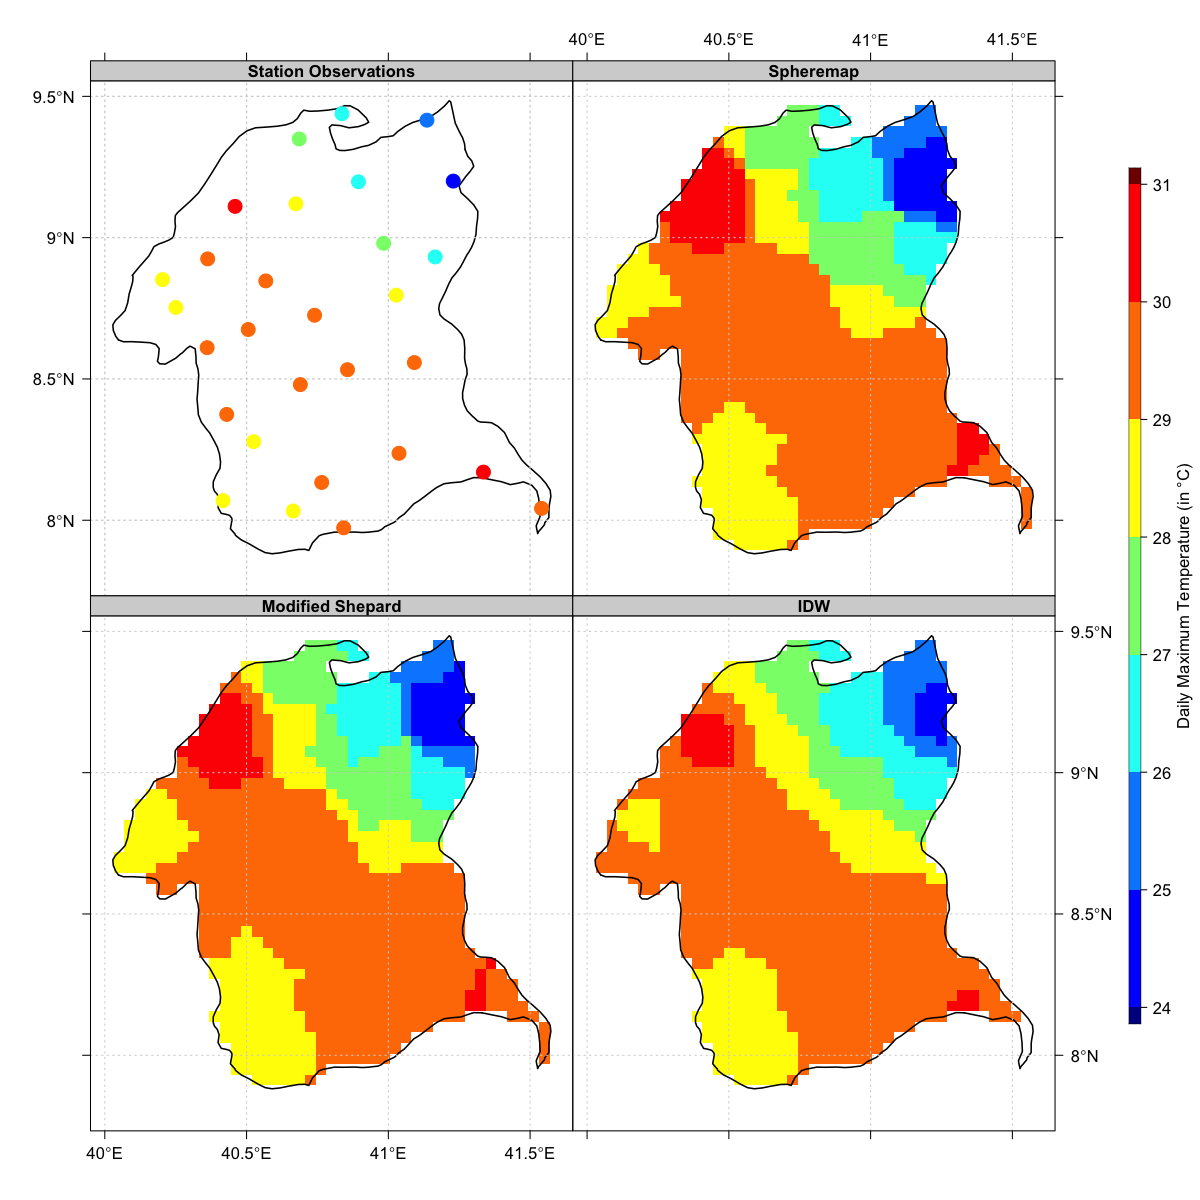 40°E 40.5°E 41°E 41.5°E
Station Observations Spheremap
9.5°N
9°N
8.5°N
8°N
Modified Shepard IDW
9.5°N
9°N
8.5°N
8°N
40°E 40.5°E 41°E 41.5°E
31
30
29
28
27
26
25
24
Daily Maximum Temperature (in °C)